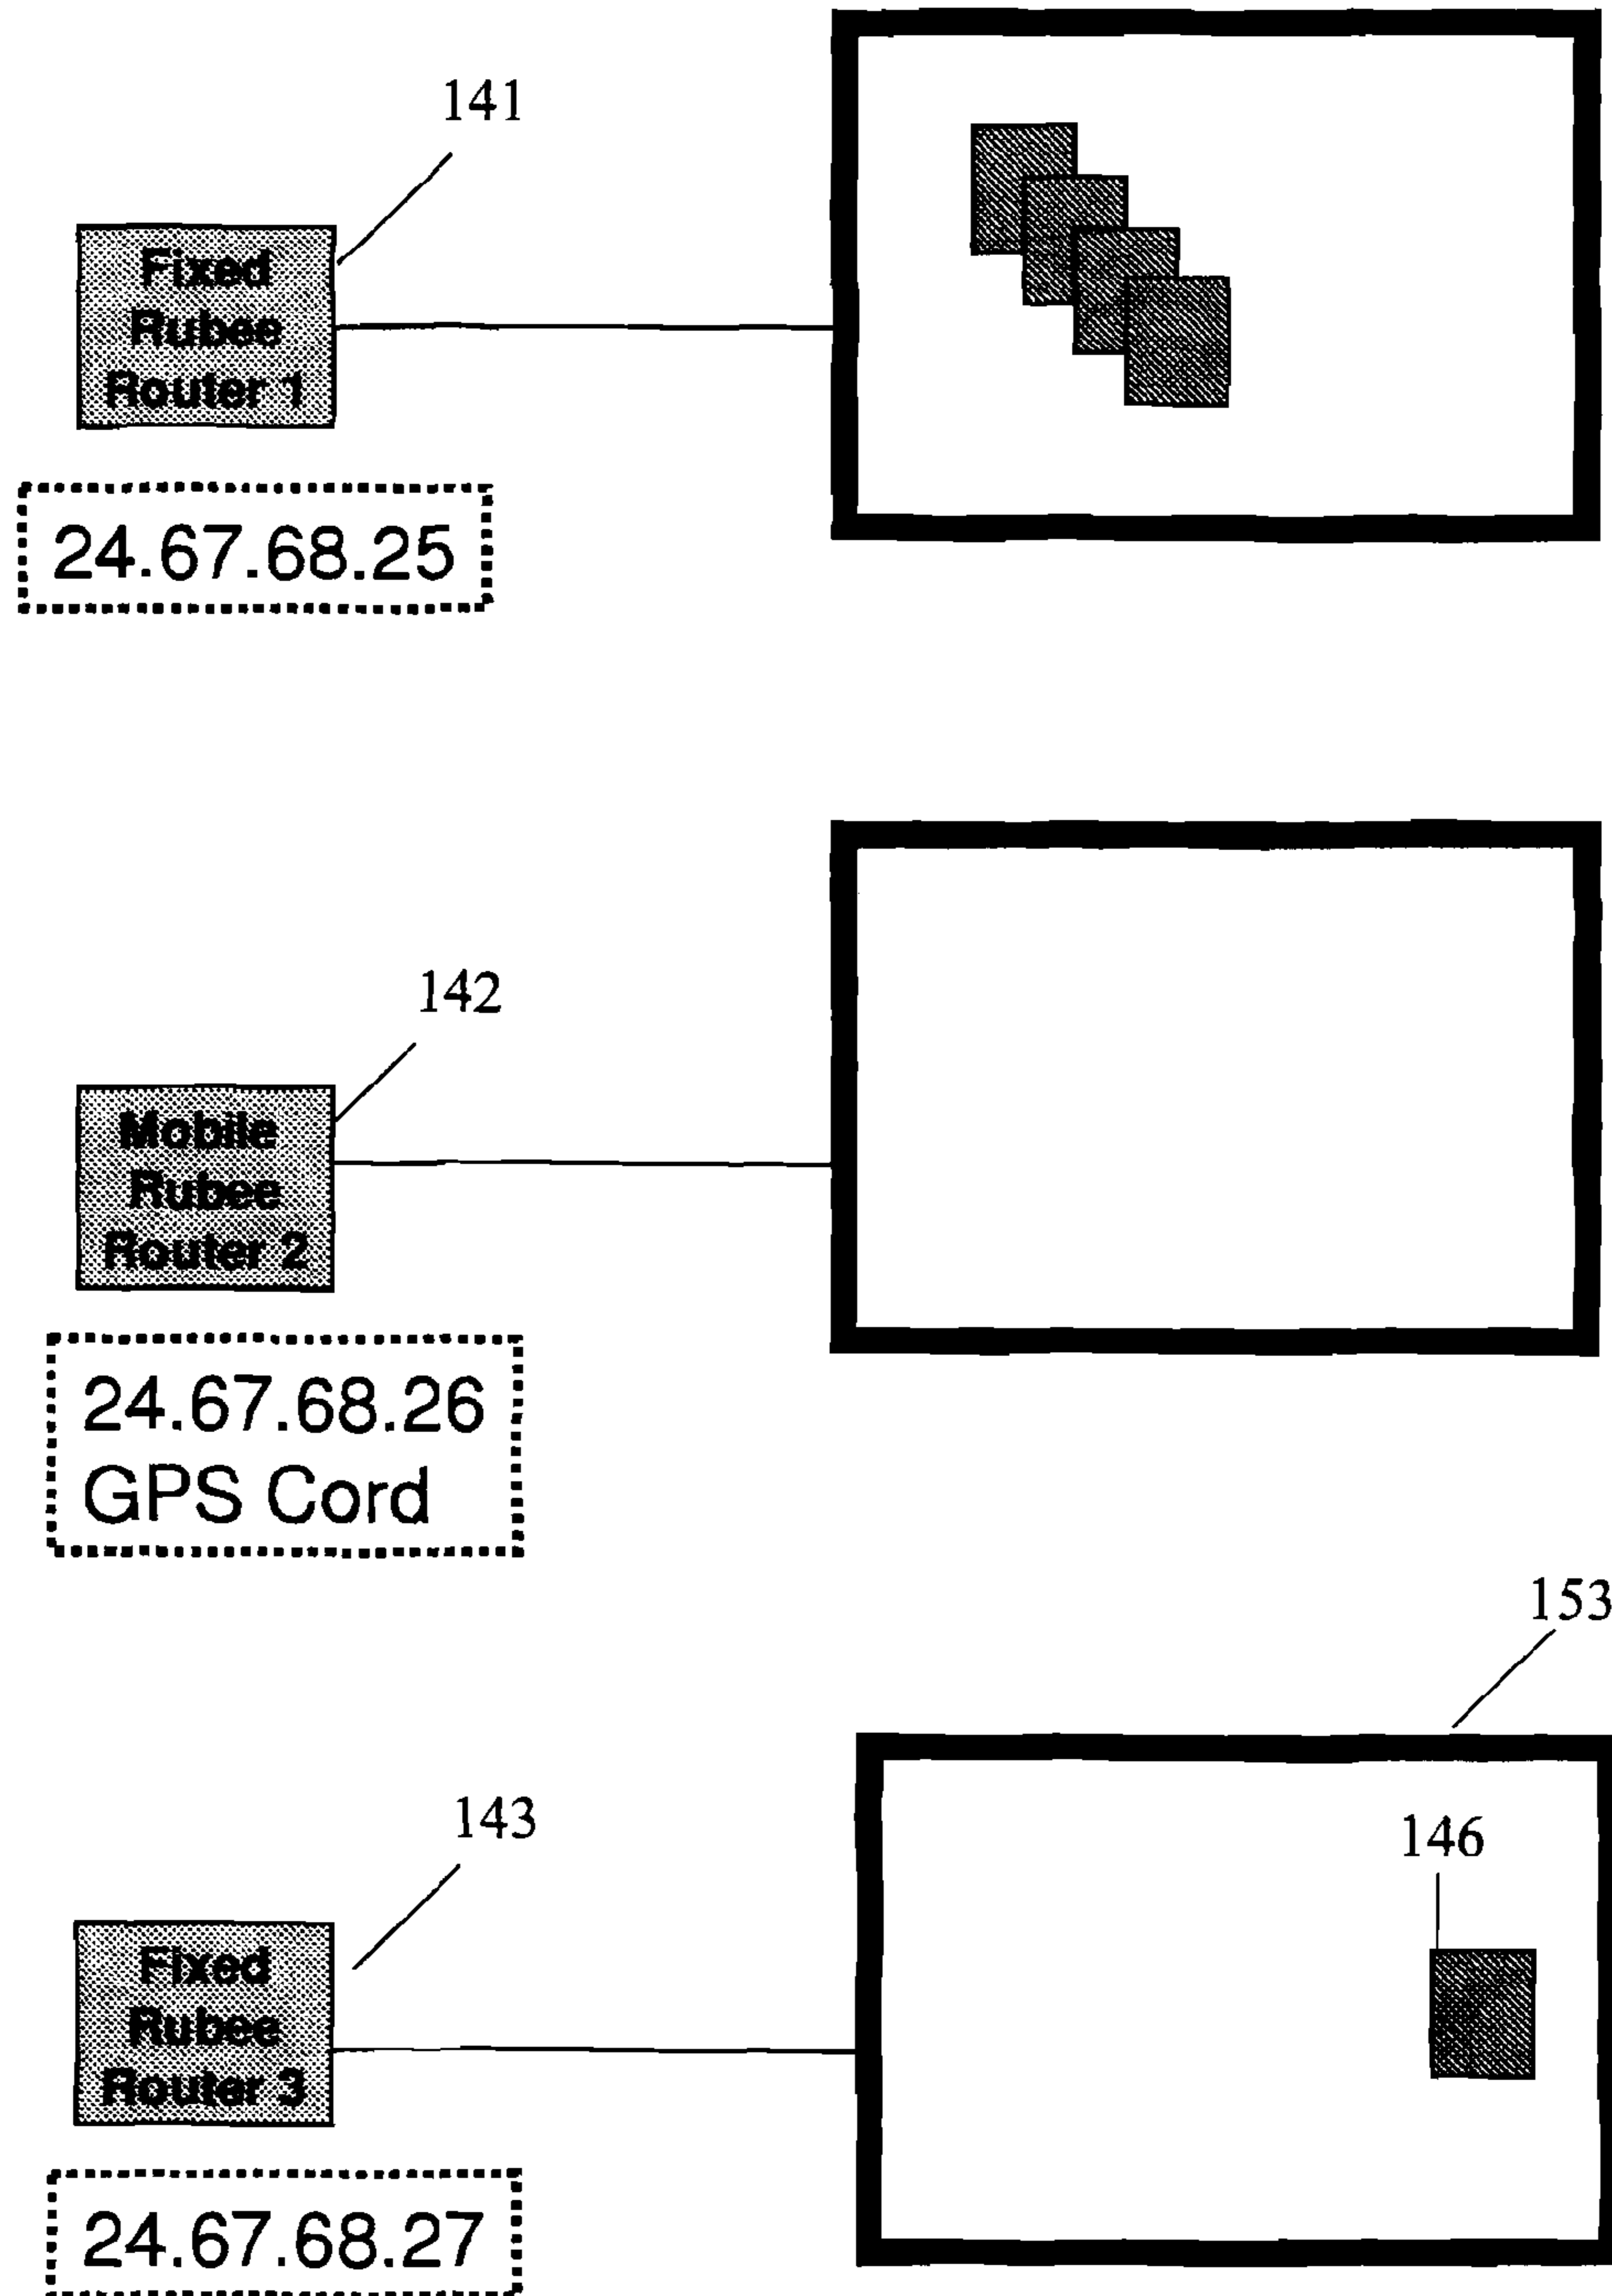 141
Fixed
Rubee
Router 1
24.67.68.25
142
Mobile
Rubee
Router 2
24.67.68.26
GPS Cord
153
143
146
Fixed
Rubee
Router 3
24.67.68.27